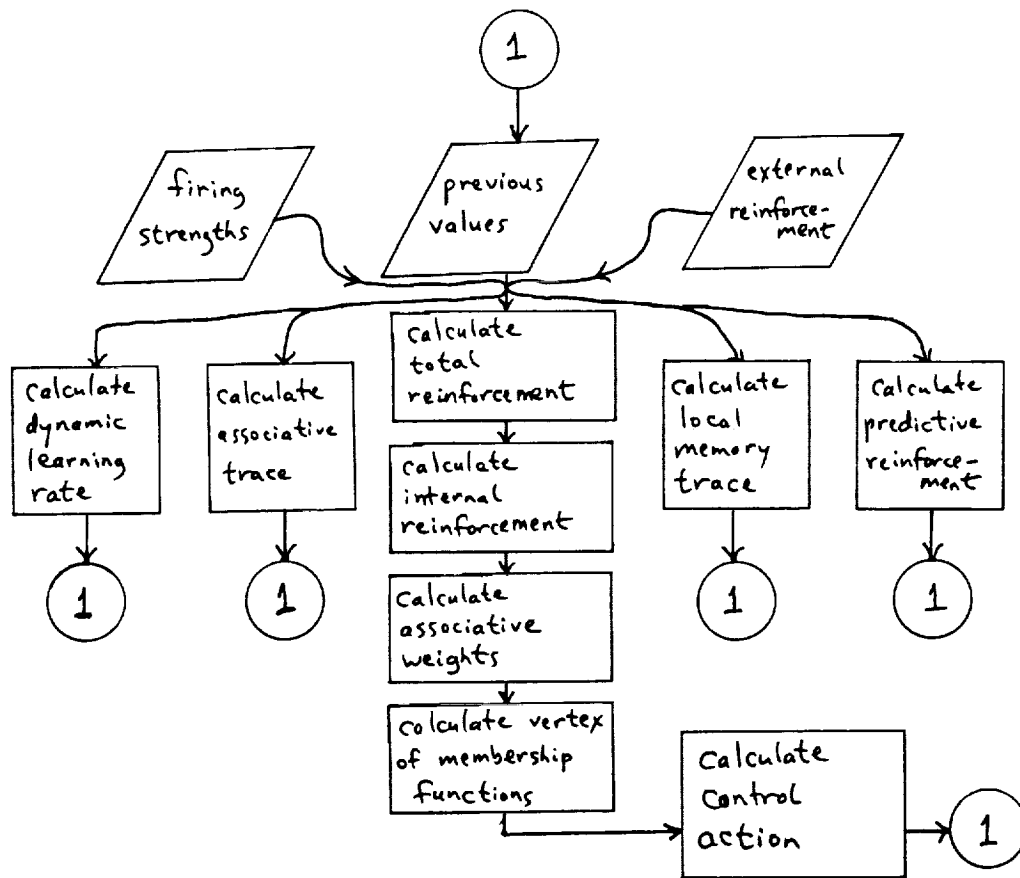 1
firing
strengths
previous
values
external
reinforce-
ment
calculate
dynamic
learning
rate
calculate
associative
trace
calculate
total
reinforcement
calculate
internal
reinforcement
calculate
associative
weights
calculate vertex
of membership
functions
calculate
local
memory
trace
calculate
predictive
reinforce-
ment
1
1
1
1
calculate
control
action
1